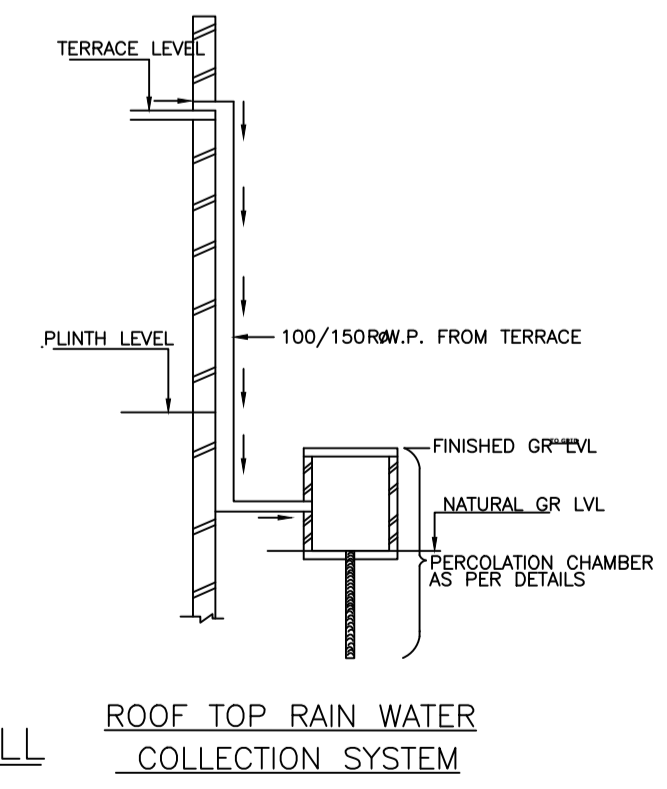 TERRACE LEVEL
PLINTH LEVEL
100/150 R.W.P. FROM TERRACE
FINISHED GR LVL
NATURAL GR LVL
PERCOLATION CHAMBER
AS PER DETAILS
ROOF TOP RAIN WATER
COLLECTION SYSTEM
LL